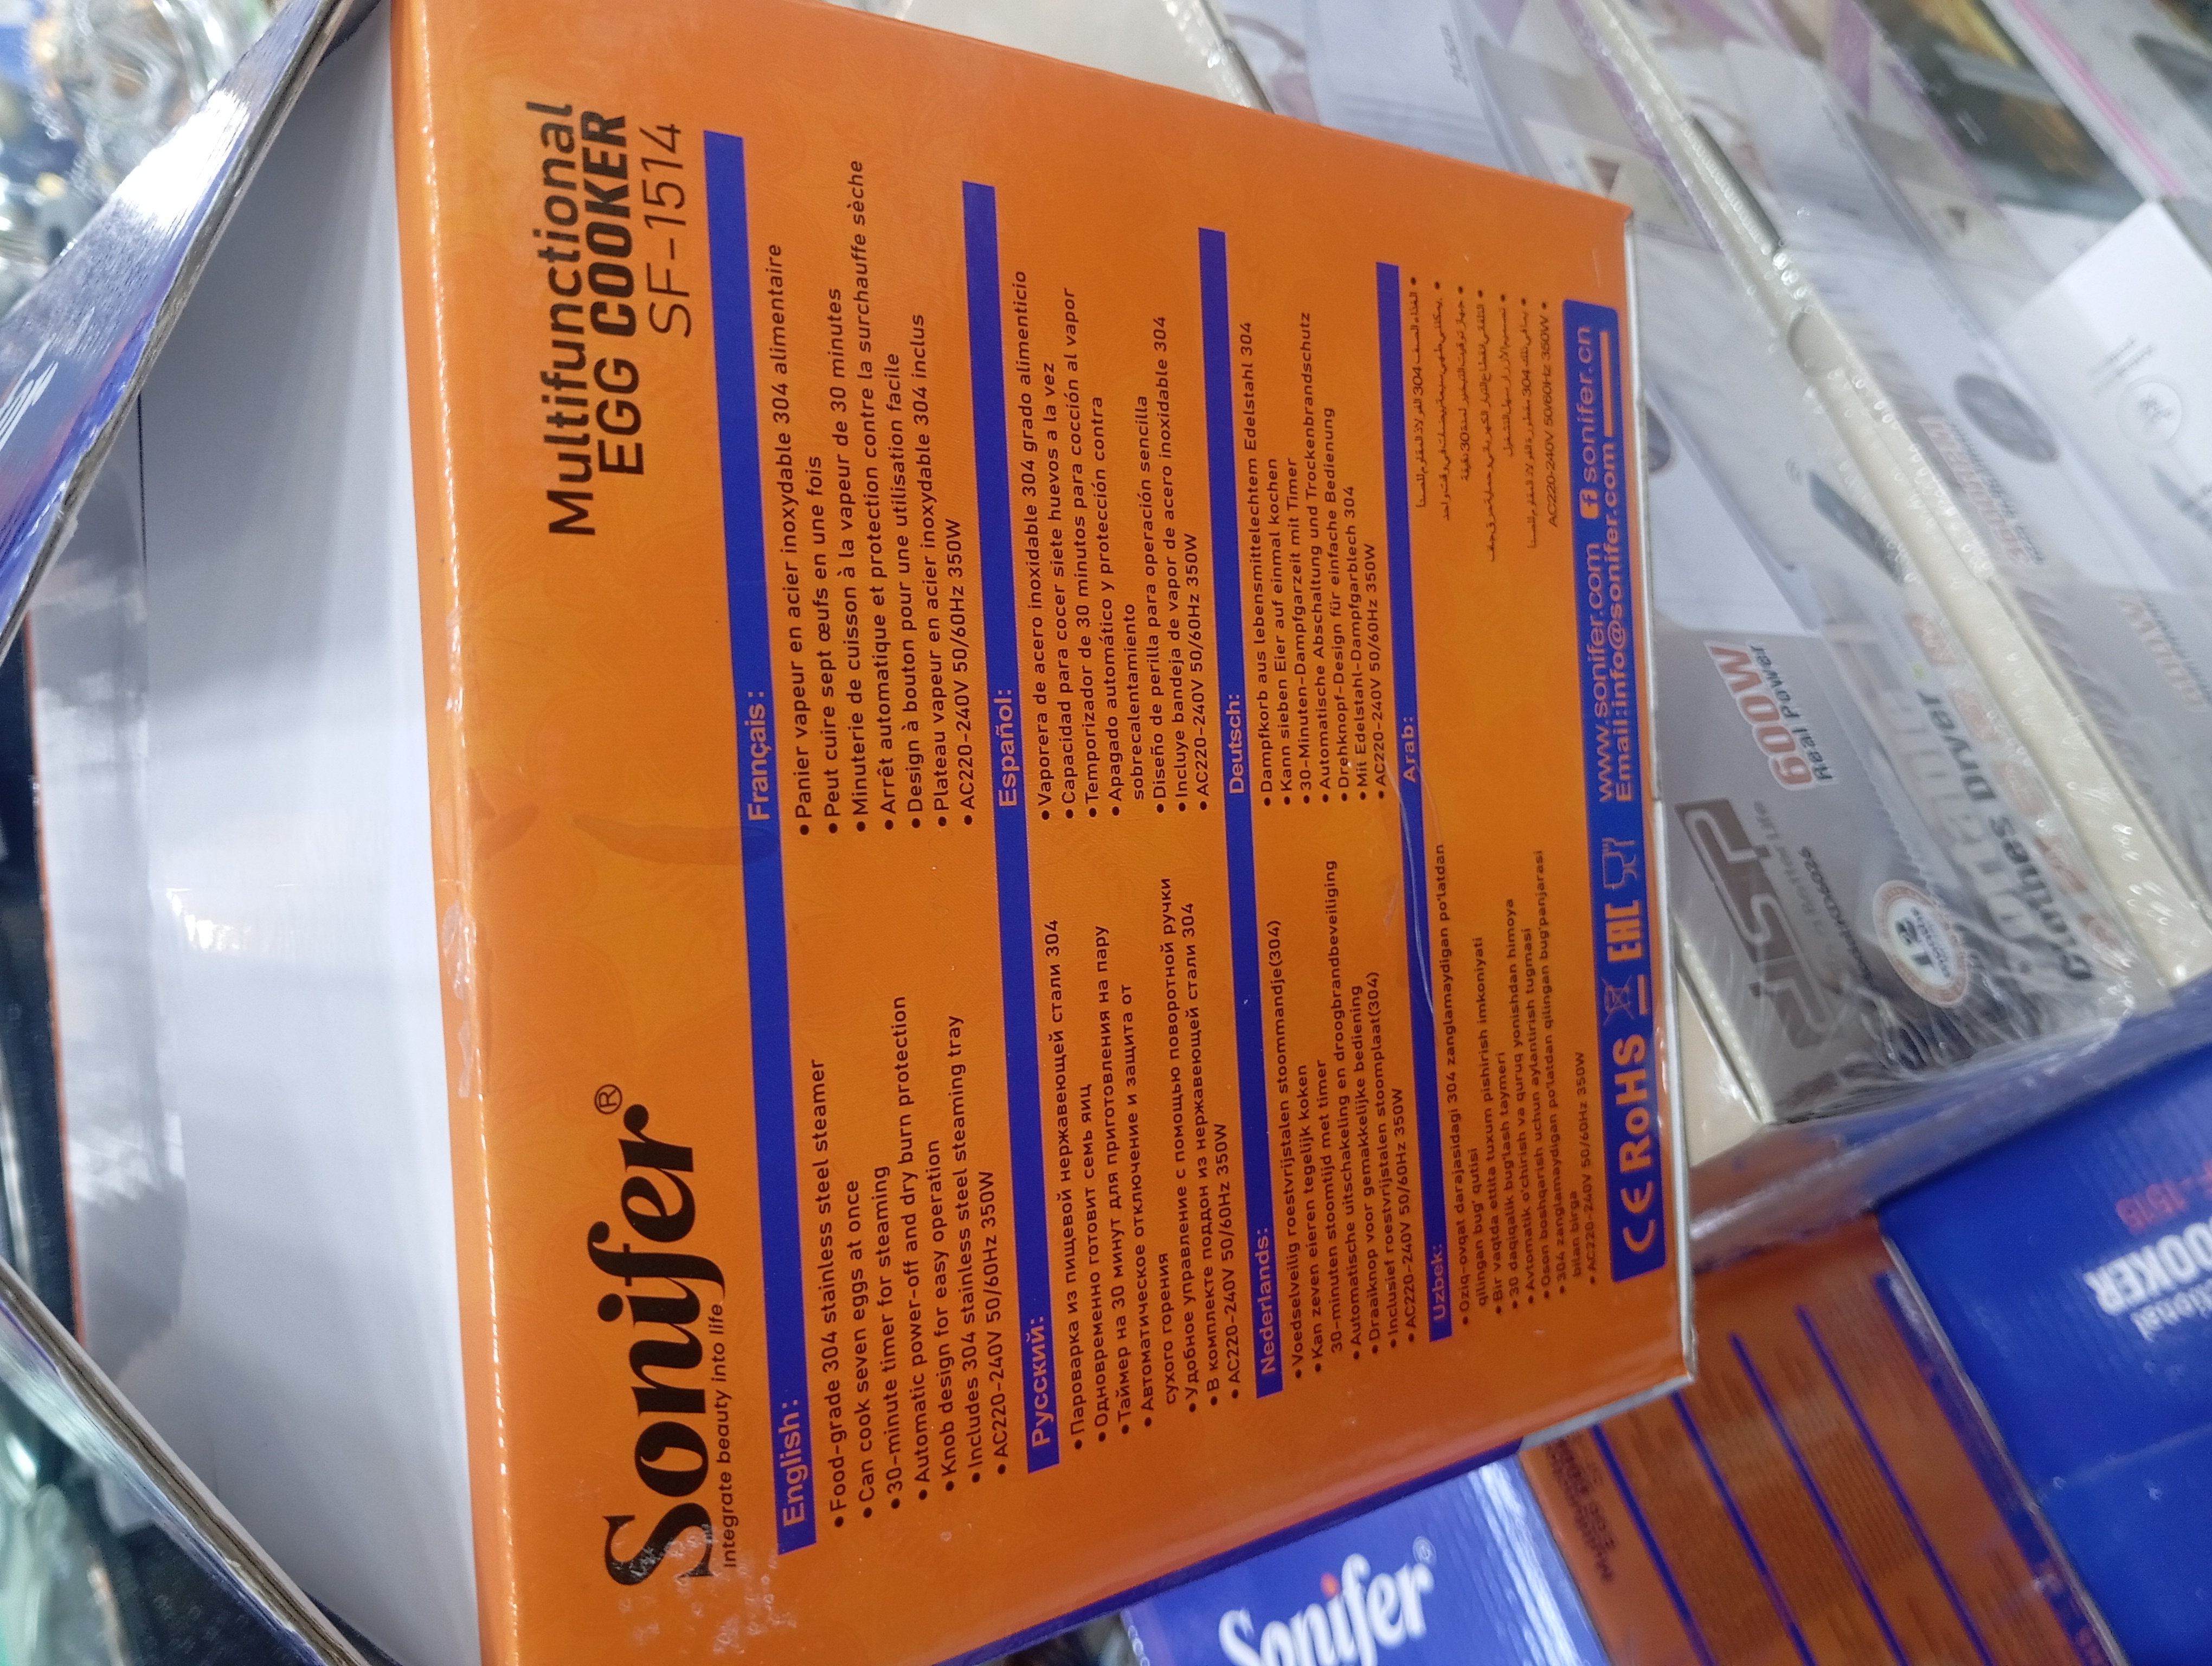 Sonifer®
Integrate beauty into life
Multifunctional
EGG COOKER
SF-1514
English:
• Food-grade 304 stainless steel steamer
• Can cook seven eggs at once
• 30-minute timer for steaming
• Automatic power-off and dry burn protection
• Knob design for easy operation
• Includes 304 stainless steel steaming tray
• AC220-240V 50/60Hz 350W
Français:
• Panier vapeur en acier inoxydable 304 alimentaire
• Peut cuire sept œufs en une fois
• Minuterie de cuisson à la vapeur de 30 minutes
• Arrêt automatique et protection contre la surchauffe sèche
• Design à bouton pour une utilisation facile
• Plateau vapeur en acier inoxydable 304 inclus
• AC220-240V 50/60Hz 350W
Русский:
• Пароварка из пищевой нержавеющей стали 304
• Одновременно готовит семь яиц
• Таймер на 30 минут для приготовления на пару
• Автоматическое отключение и защита от
сухого горения
• Удобное управление с помощью поворотной ручки
• В комплекте поддон из нержавеющей стали 304
• AC220-240V 50/60Hz 350W
Español:
• Vaporera de acero inoxidable 304 grado alimenticio
• Capacidad para cocer siete huevos a la vez
• Temporizador de 30 minutos para cocción al vapor
• Apagado automático y protección contra
sobrecalentamiento
• Diseño de perilla para operación sencilla
• Incluye bandeja de vapor de acero inoxidable 304
• AC220-240V 50/60Hz 350W
Nederlands:
• Voedselveilig roestvrijstalen stoommandje(304)
• Kan zeven eieren tegelijk koken
30-minuten stoomtijd met timer
• Automatische uitschakeling en droogbrandbeveiliging
• Draaiknop voor gemakkelijke bediening
• Inclusief roestvrijstalen stoomplaat(304)
• AC220-240V 50/60Hz 350W
Deutsch:
• Dampfkorb aus lebensmittelechtem Edelstahl 304
• Kann sieben Eier auf einmal kochen
• 30-Minuten-Dampfgarzeit mit Timer
• Automatische Abschaltung und Trockenbrandschutz
• Drehknopf-Design für einfache Bedienung
• Mit Edelstahl-Dampfgarblech 304
• AC220-240V 50/60Hz 350W
Uzbek:
• Oziq-ovqat darajasidagi 304 zanglamaydigan po'latdan
qilingan bug' qutisi
• Bir vaqtda ettita tuxum pishirish imkoniyati
• 30 daqiqalik bug'lash taymeri
• Avtomatik o'chirish va quruq yonishdan himoya
• Oson boshqarish uchun aylantirish tugmasi
• 304 zanglamaydigan po'latdan qilingan bug'panjarasi
bilan birga
• AC220-240V 50/60Hz 350W
Arab:
AC220-240V 50/60Hz 350W •
CE RoHS EAC
www.sonifer.com sonifer.cn
Email:info@sonifer.com
Sonifer®
DSP
600W
Real Power
12
OOKER